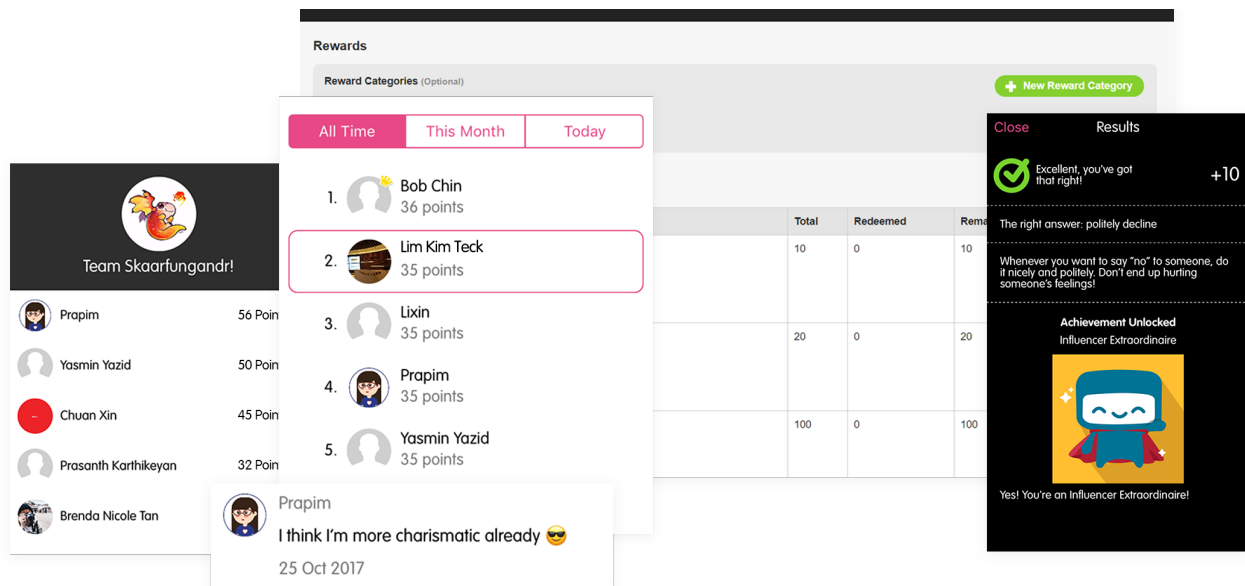 Rewards
Reward Categories (Optional)
New Reward Category
Total
Redeemed
10
0
10
20
0
20
100
0
100
Team Skaarfungandr!
Prapim
56
Yasmin Yazid
50
Chuan Xin
45
Prasanth Karthikeyan
32
Brenda Nicole Tan
All Time
This Month
Today
1.
Bob Chin
36 points
2.
Lim Kim Teck
35 points
3.
Lixin
35 points
4.
Prapim
35 points
5.
Yasmin Yazid
35 points
Prapim
I think I'm more charismatic already 😎
25 Oct 2017
Close
Results
Excellent, you've got
that right!
+10
The right answer: politely decline
Whenever you want to say "no" to someone, do
it nicely and politely. Don't end up hurting
someone's feelings!
Achievement Unlocked
Influencer Extraordinaire
Yes! You're an Influencer Extraordinaire!